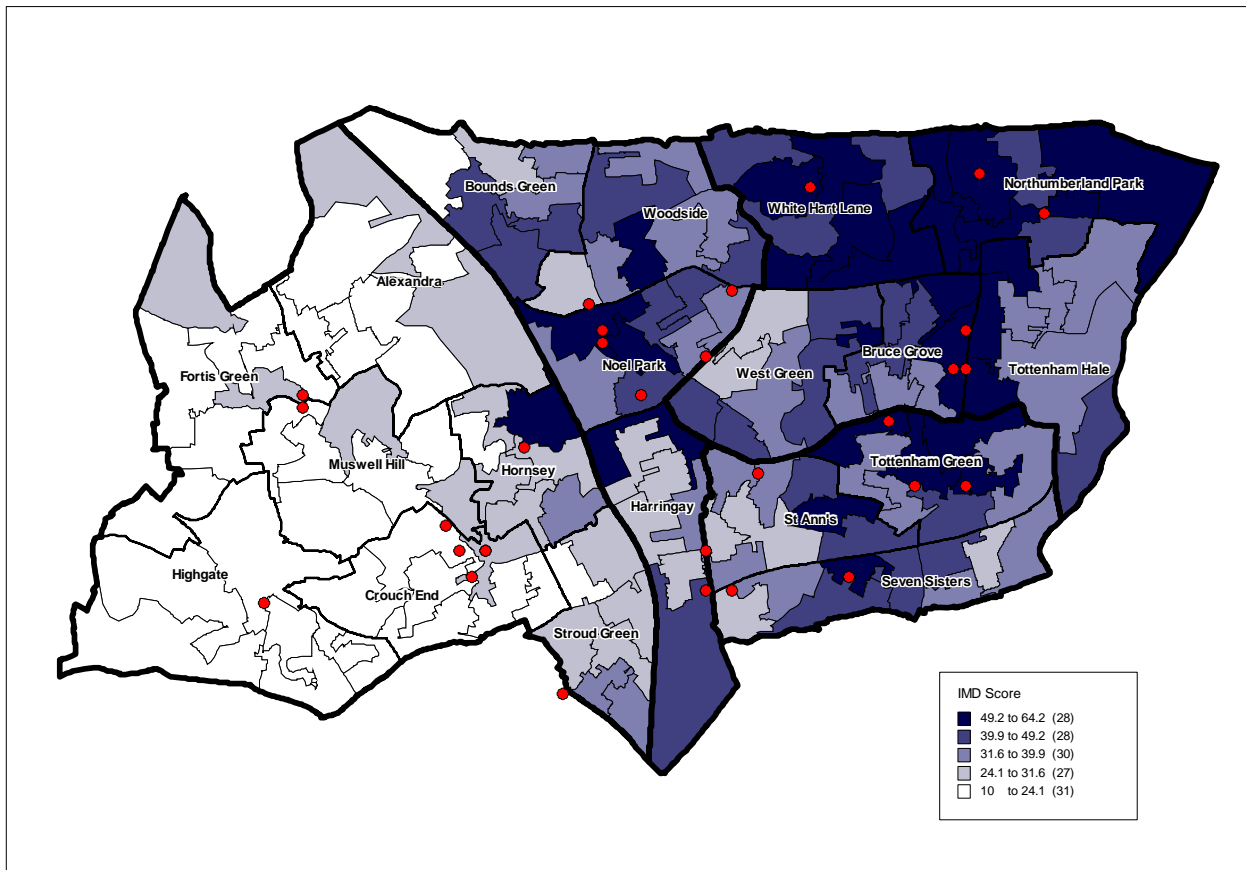 Bounds Green
Woodside
White Hart Lane
Northumberland Park
Alexandra
Fortis Green
Noel Park
West Green
Bruce Grove
Tottenham Hale
Muswell Hill
Hornsey
Harringay
Tottenham Green
St Ann's
Highgate
Crouch End
Seven Sisters
Stroud Green
IMD Score
49.2 to 64.2 (28)
39.9 to 49.2 (28)
31.6 to 39.9 (30)
24.1 to 31.6 (27)
10 to 24.1 (31)